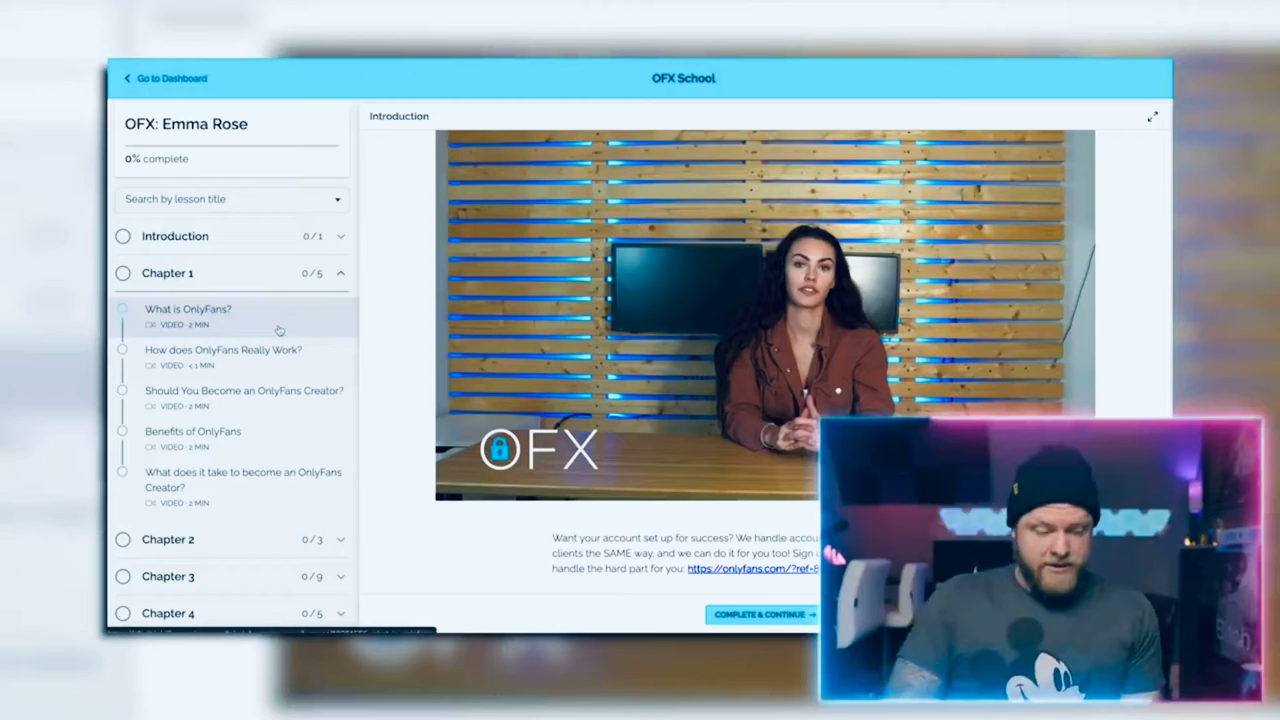 Go to Dashboard
OFX School
OFX: Emma Rose
0% complete
Search by lesson title
Introduction 0/1
Chapter 1 0/5
What is OnlyFans?
VIDEO · 2 MIN
How does OnlyFans Really Work?
VIDEO · < 1 MIN
Should You Become an OnlyFans Creator?
VIDEO · 2 MIN
Benefits of OnlyFans
VIDEO · 2 MIN
What does it take to become an OnlyFans
Creator?
VIDEO · 2 MIN
Chapter 2 0/3
Chapter 3 0/9
Chapter 4 0/5
Introduction
OFX
Want your account set up for success? We handle
clients the SAME way, and we can do it for you too! Sign
handle the hard part for you: https://onlyfans.com/?ref=
COMPLETE & CONTINUE →